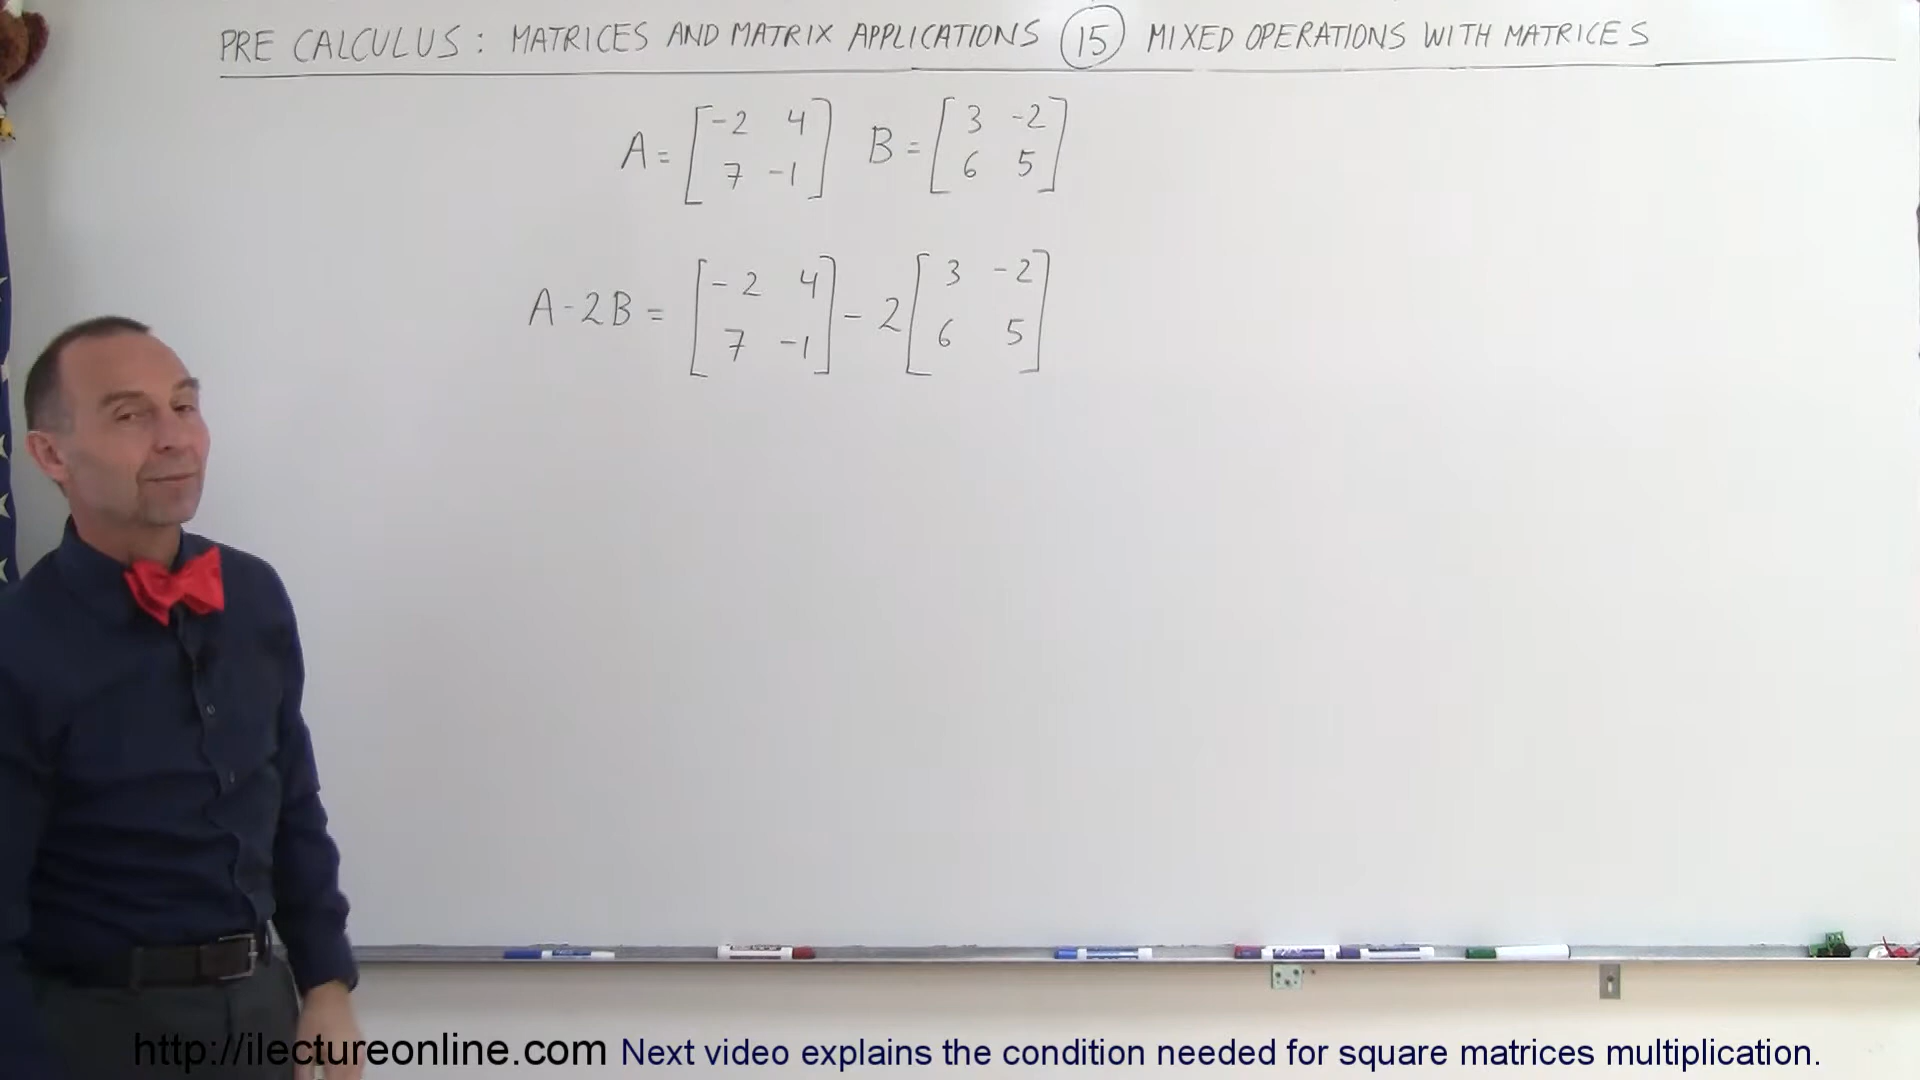 PRE CALCULUS: MATRICES AND MATRIX APPLICATIONS (15) MIXED OPERATIONS WITH MATRICES
A = [-2 4] B = [3 -2]
[7 -1] [6 5]
A-2B = [-2 4] - 2 [3 -2]
[7 -1] [6 5]
http://ilectureonline.com Next video explains the condition needed for square matrices multiplication.